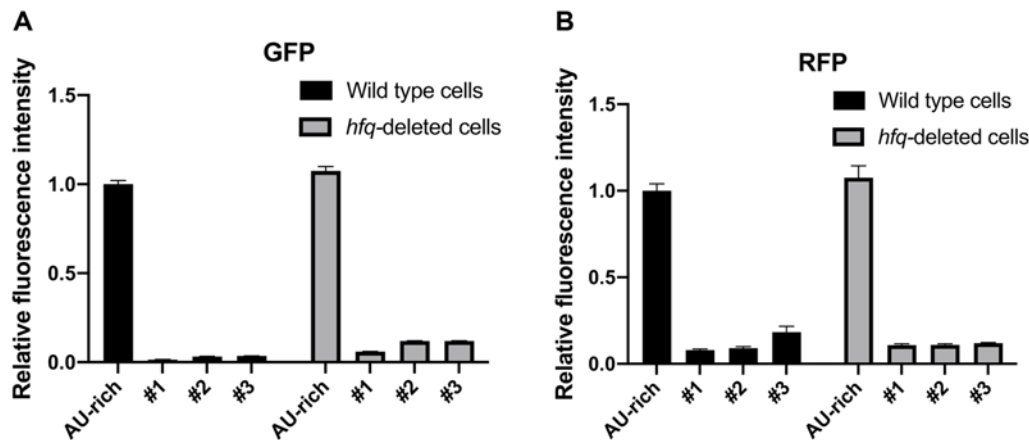 A
GFP
Wild type cells
hfq-deleted cells
Relative fluorescence intensity
1.5
1.0
0.5
0.0
AU-rich
#1
#2
#3
AU-rich
#1
#2
#3
B
RFP
Wild type cells
hfq-deleted cells
Relative fluorescence intensity
1.5
1.0
0.5
0.0
AU-rich
#1
#2
#3
AU-rich
#1
#2
#3